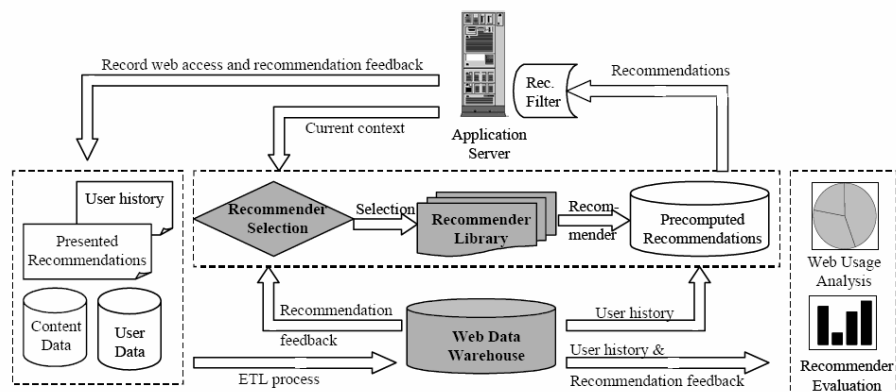 Record web access and recommendation feedback
Rec.
Filter
Recommendations
Current context
Application
Server
User history
Presented
Recommendations
Content
Data
User
Data
Recommender
Selection
Selection
Recommender
Library
Recom-
mender
Precomputed
Recommendations
Web Usage
Analysis
Recommendation
feedback
Web Data
Warehouse
User history
ETL process
User history &
Recommendation feedback
Recommender
Evaluation